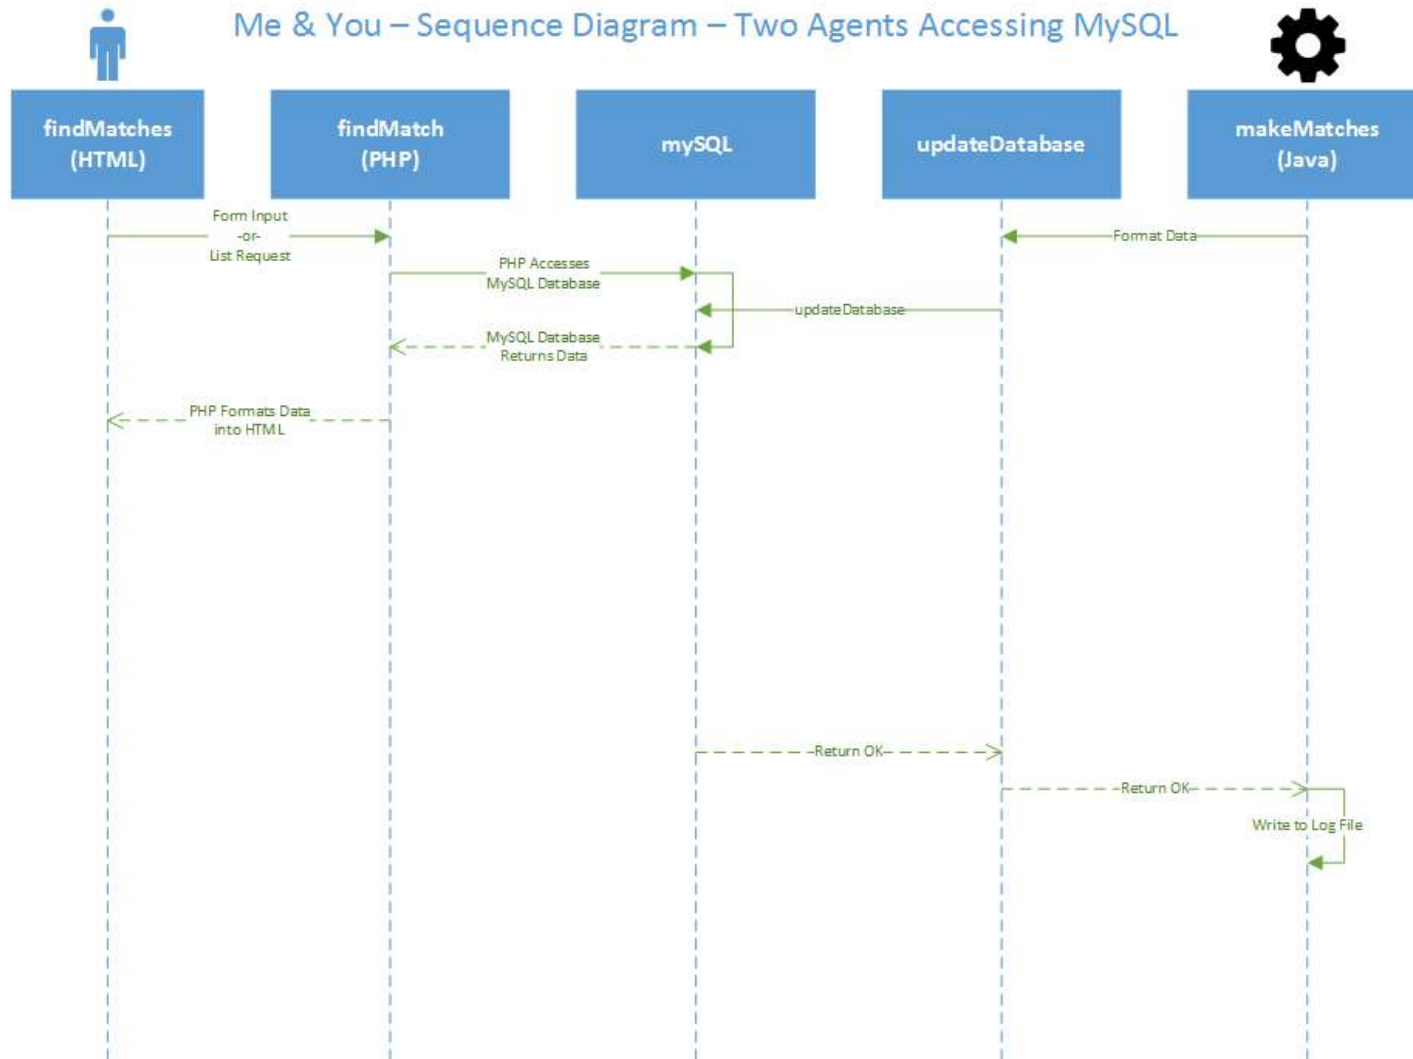 Me & You – Sequence Diagram – Two Agents Accessing MySQL
findMatches
(HTML)
findMatch
(PHP)
mySQL
updateDatabase
makeMatches
(Java)
Form Input
-or-
List Request
Format Data
PHP Accesses
MySQL Database
updateDatabase
MySQL Database
Returns Data
PHP Formats Data
into HTML
Return OK
Return OK
Write to Log File